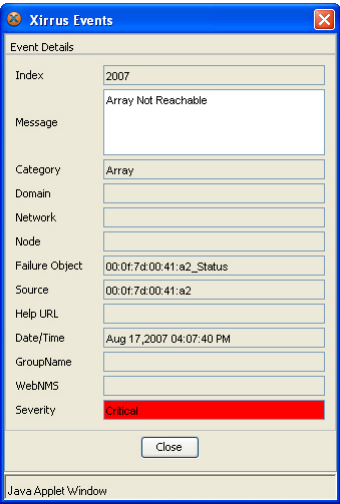 Xirrus Events
Event Details
Index 2007
Message Array Not Reachable
Category Array
Domain
Network
Node
Failure Object 00:0f:7d:00:41:a2_Status
Source 00:0f:7d:00:41:a2
Help URL
Date/Time Aug 17,2007 04:07:40 PM
GroupName
WebNMS
Severity Critical
Close
Java Applet Window